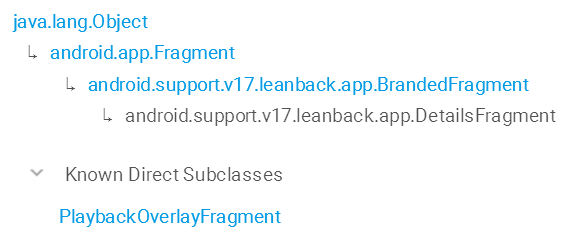 java.lang.Object
↳ android.app.Fragment
↳ android.support.v17.leanback.app.BrandedFragment
↳ android.support.v17.leanback.app.DetailsFragment
Known Direct Subclasses
PlaybackOverlayFragment